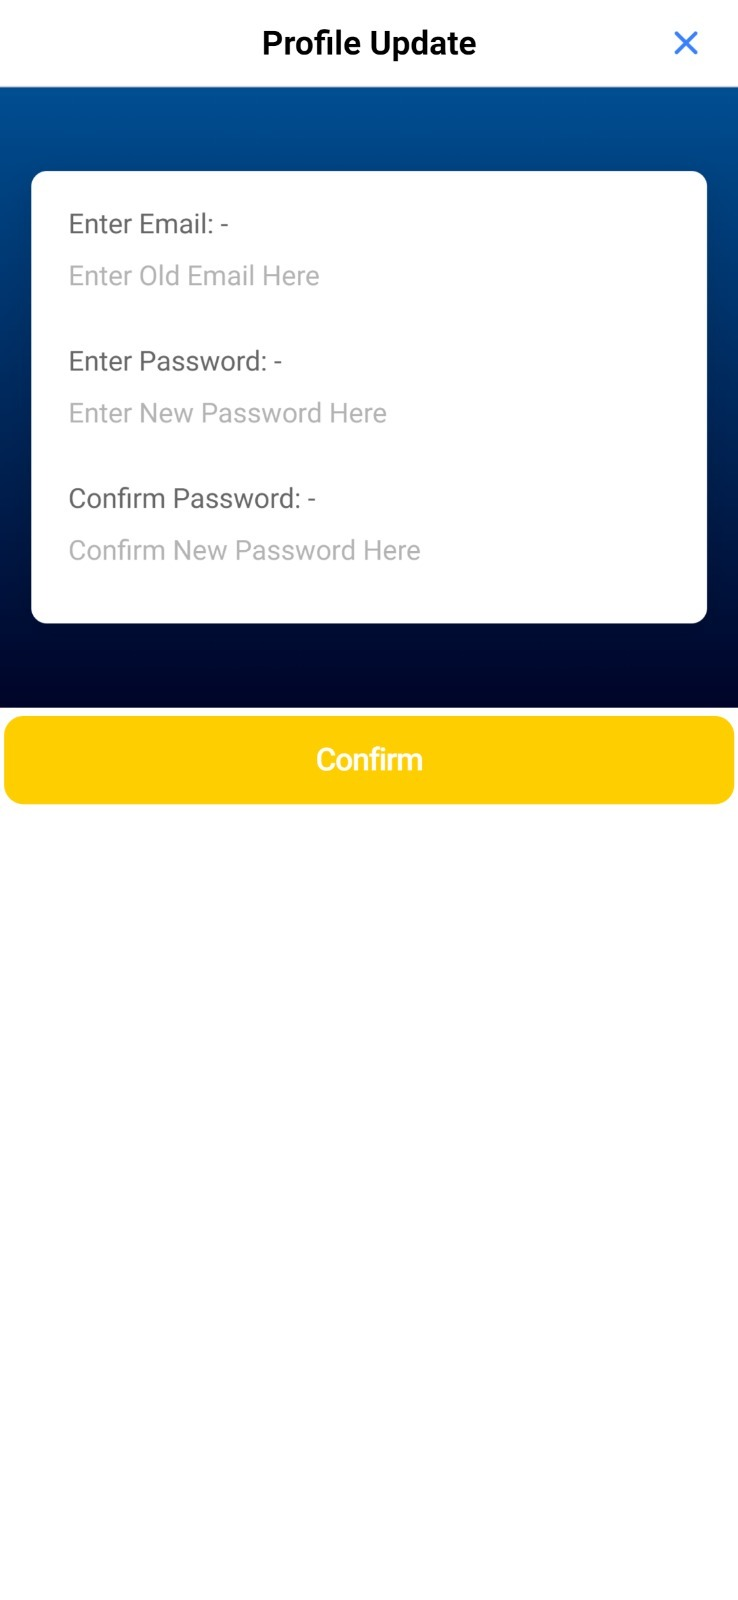 Profile Update
Enter Email: -
Enter Old Email Here
Enter Password: -
Enter New Password Here
Confirm Password: -
Confirm New Password Here
Confirm